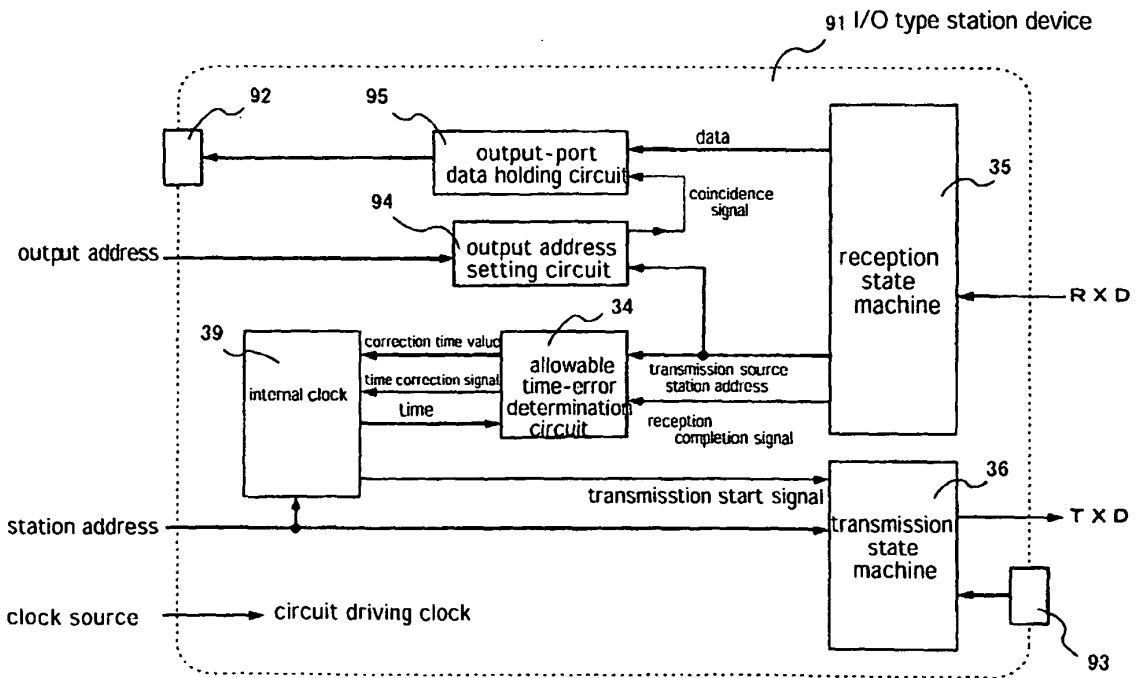 91 I/O type station device
92
95
output-port
data holding circuit
data
35
coincidence
signal
94
output address
output address
setting circuit
reception
state
machine
R X D
39
34
correction time value
allowable
time-error
determination
circuit
transmission source
station address
internal clock
time correction signal
time
reception
completion signal
36
transmisstion start signal
station address
transmission
state
machine
T X D
clock source
circuit driving clock
93